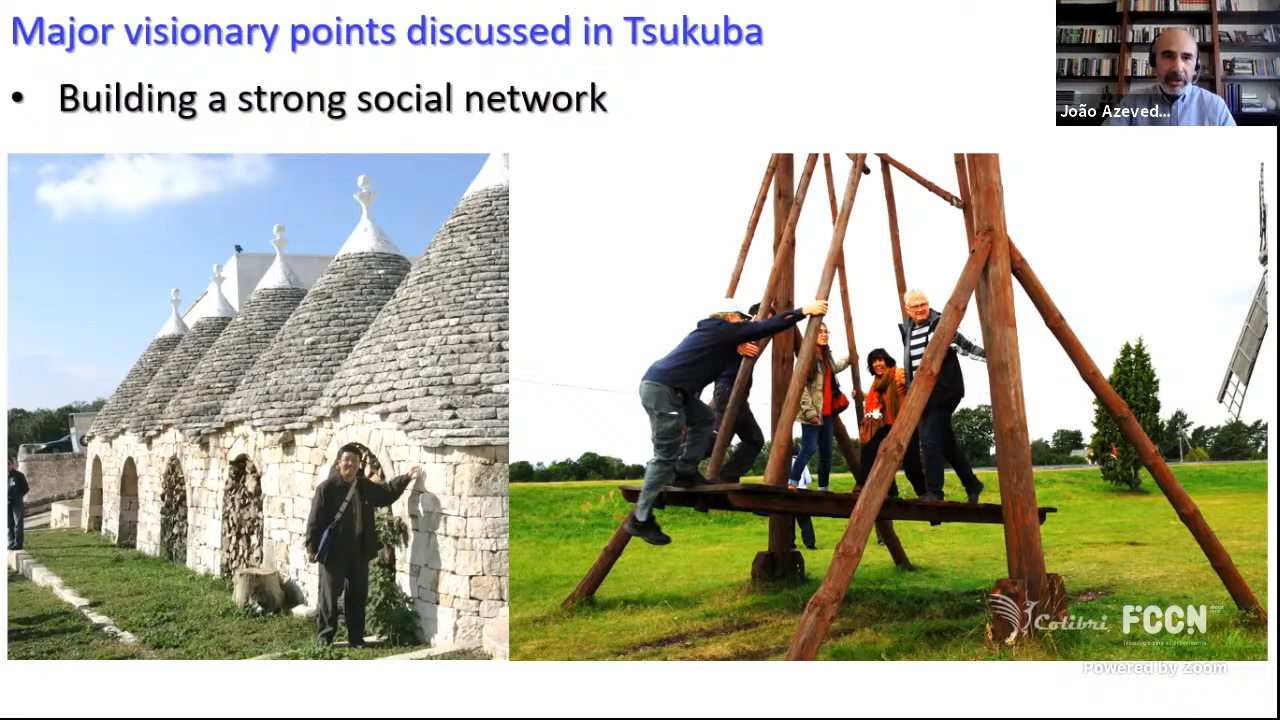 Major visionary points discussed in Tsukuba
João Azeved...
• Building a strong social network
Colibri FCCN
Powered by Zoom